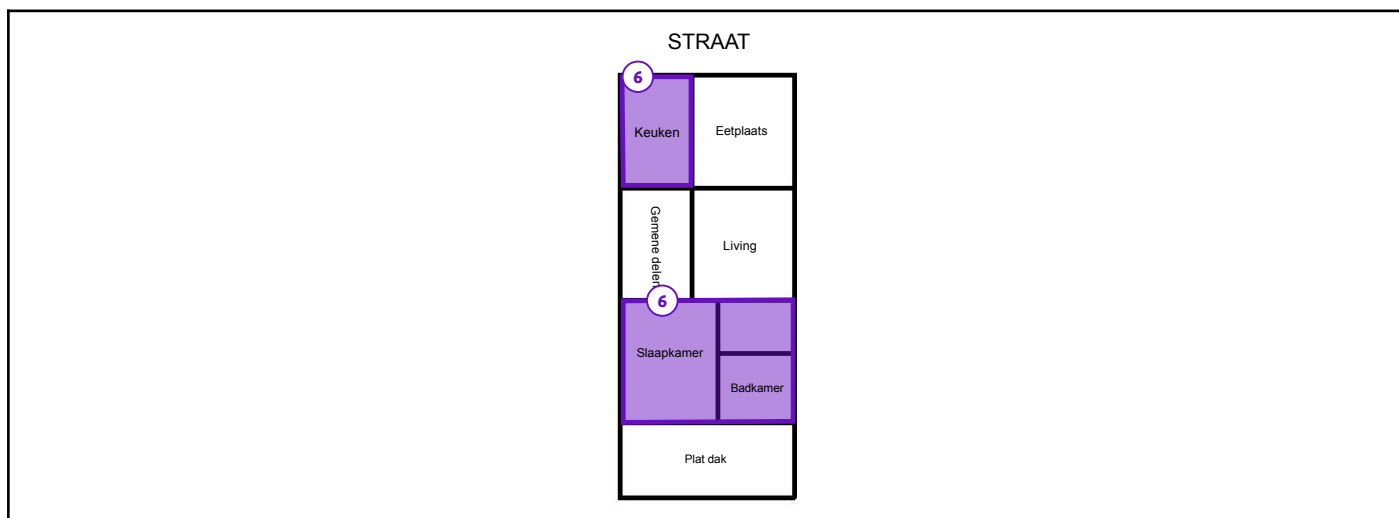 STRAAT
6
Keuken
Eetplaats
Gemene delen
Living
6
Slaapkamer
Badkamer
Plat dak